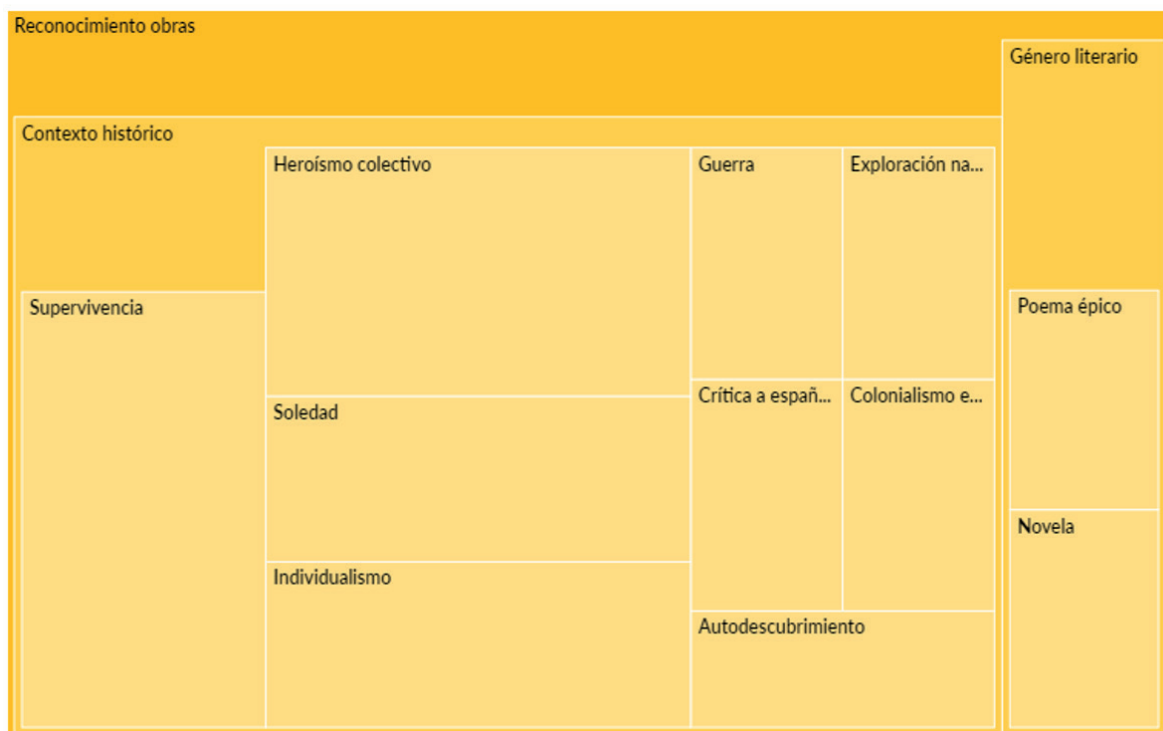 Reconocimiento obras
Género literario
Contexto histórico
Heroísmo colectivo
Guerra
Exploración na...
Supervivencia
Poema épico
Crítica a españ...
Colonialismo e...
Soledad
Novela
Individualismo
Autodescubrimiento